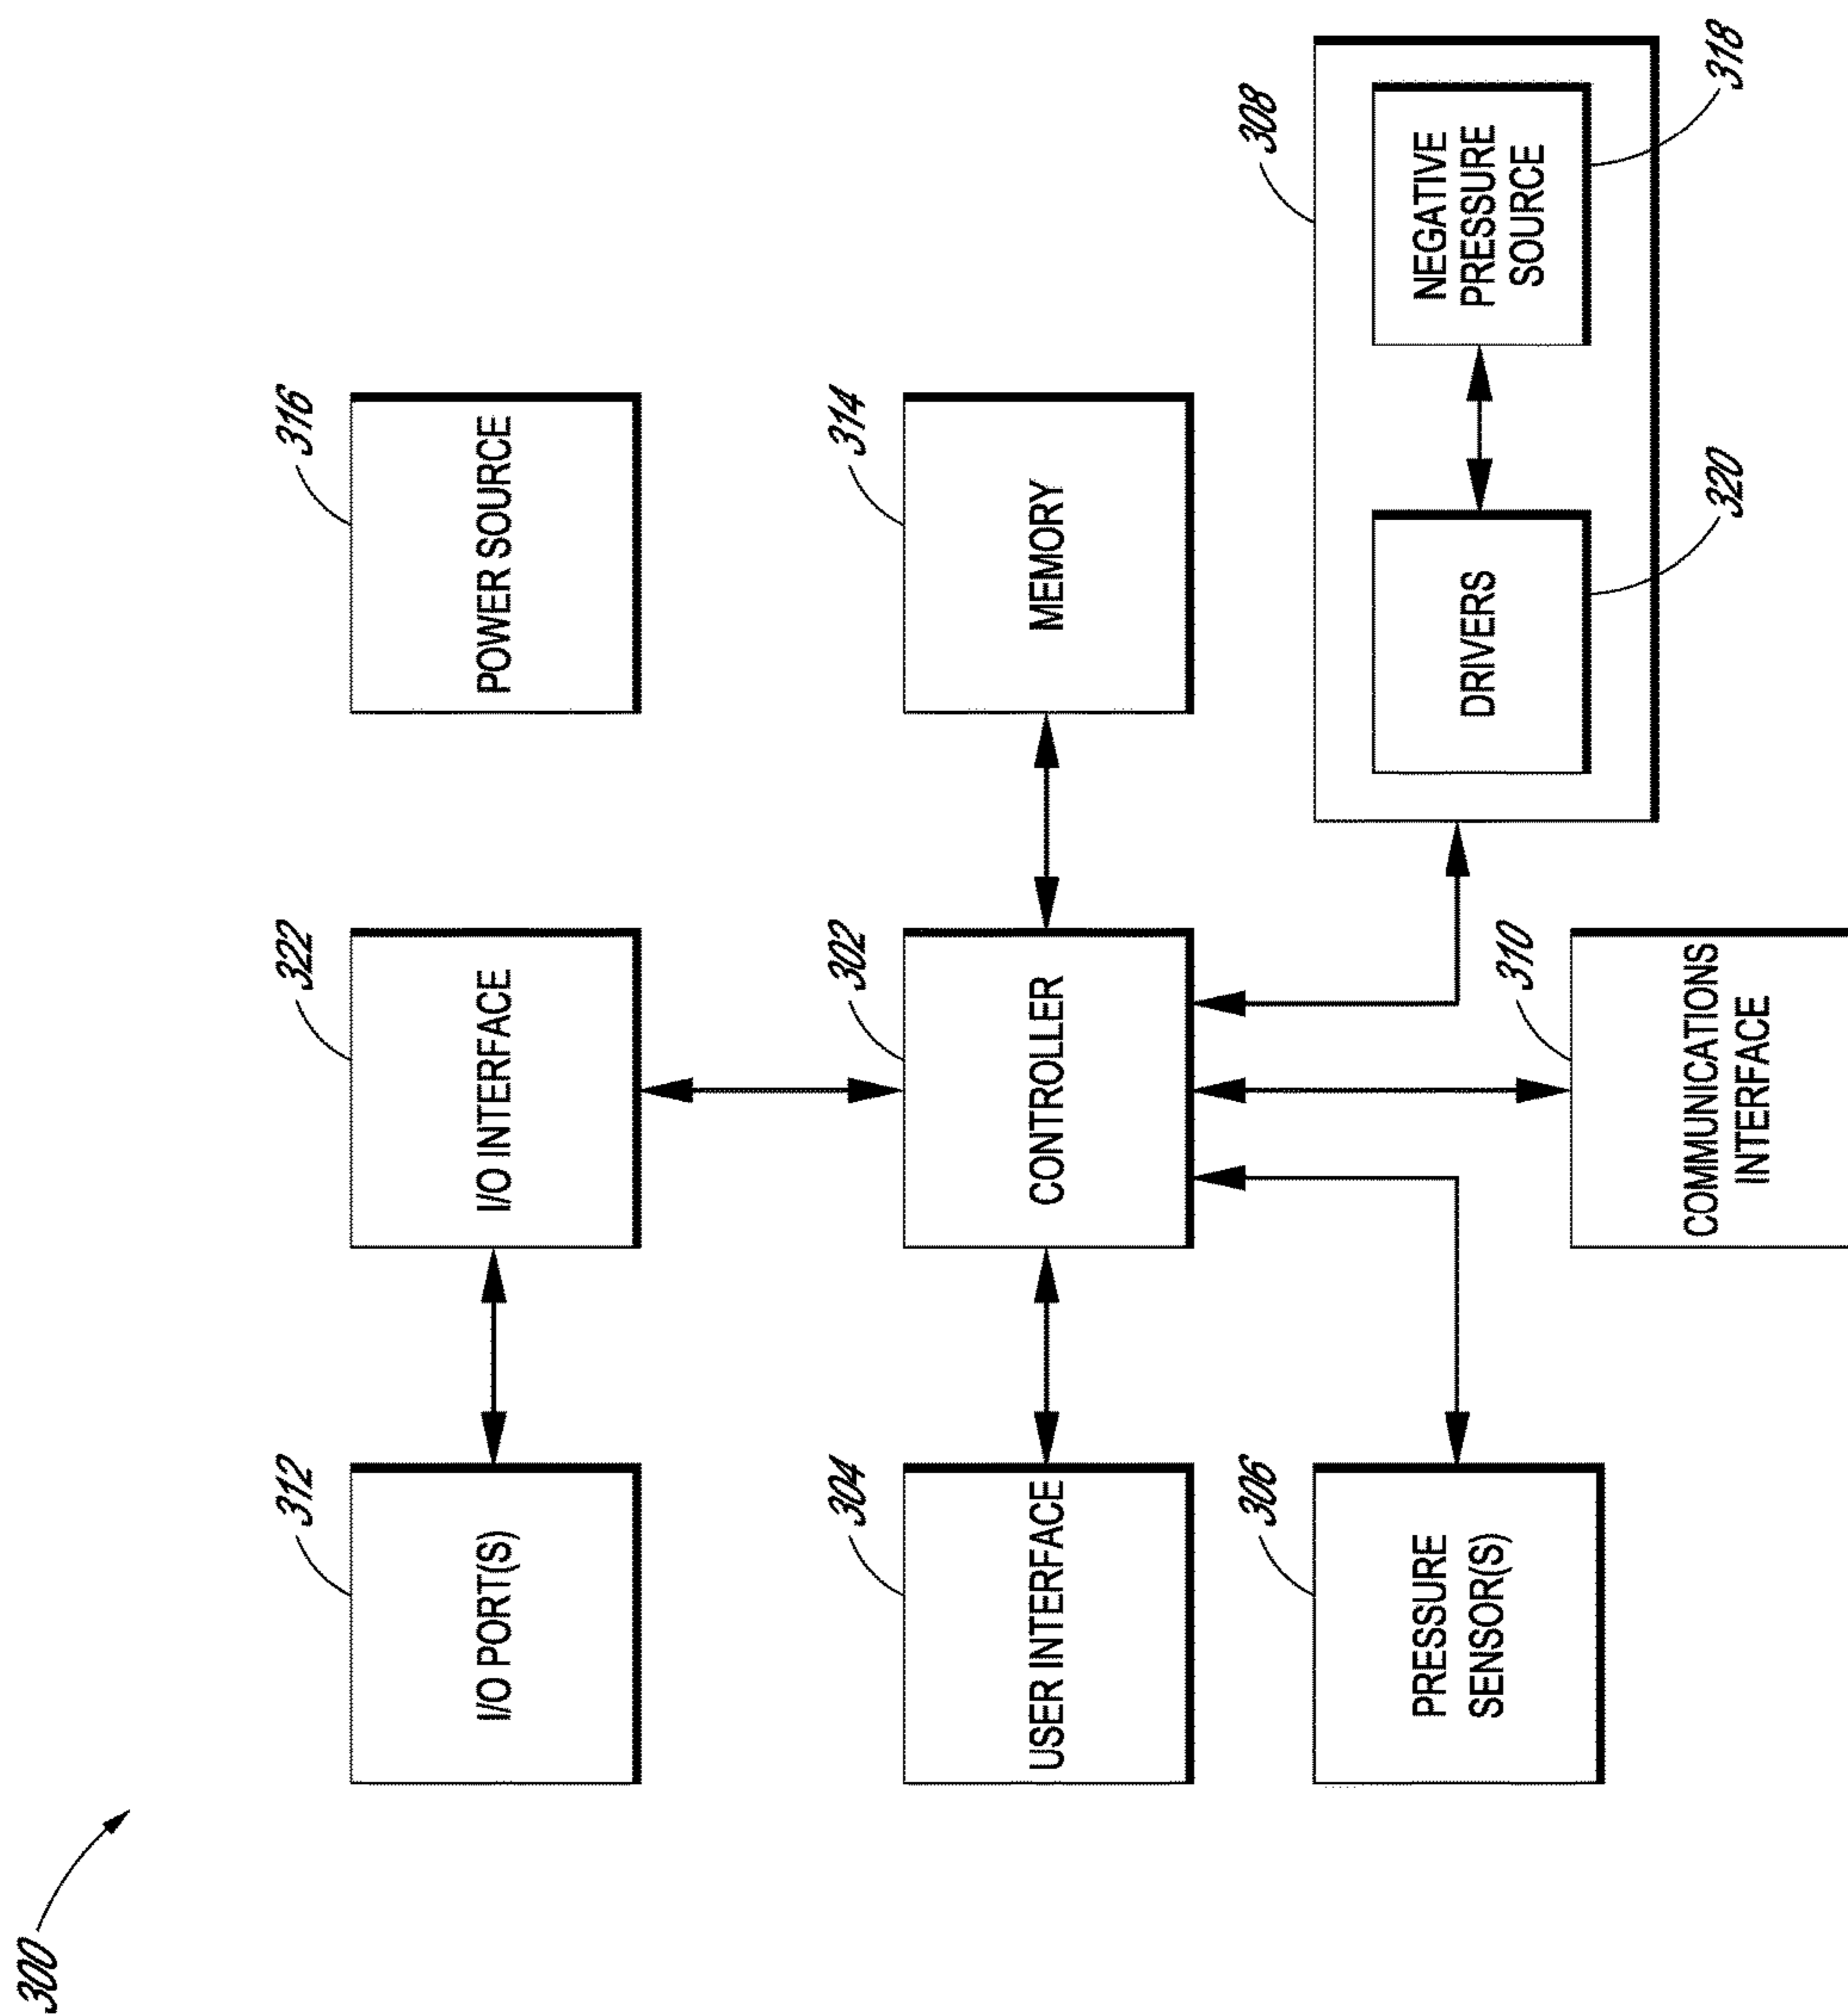 300
312
I/O PORT(S)
322
I/O INTERFACE
316
POWER SOURCE
304
USER INTERFACE
302
CONTROLLER
314
MEMORY
306
PRESSURE
SENSOR(S)
310
COMMUNICATIONS
INTERFACE
308
DRIVERS
320
NEGATIVE
PRESSURE
SOURCE
318